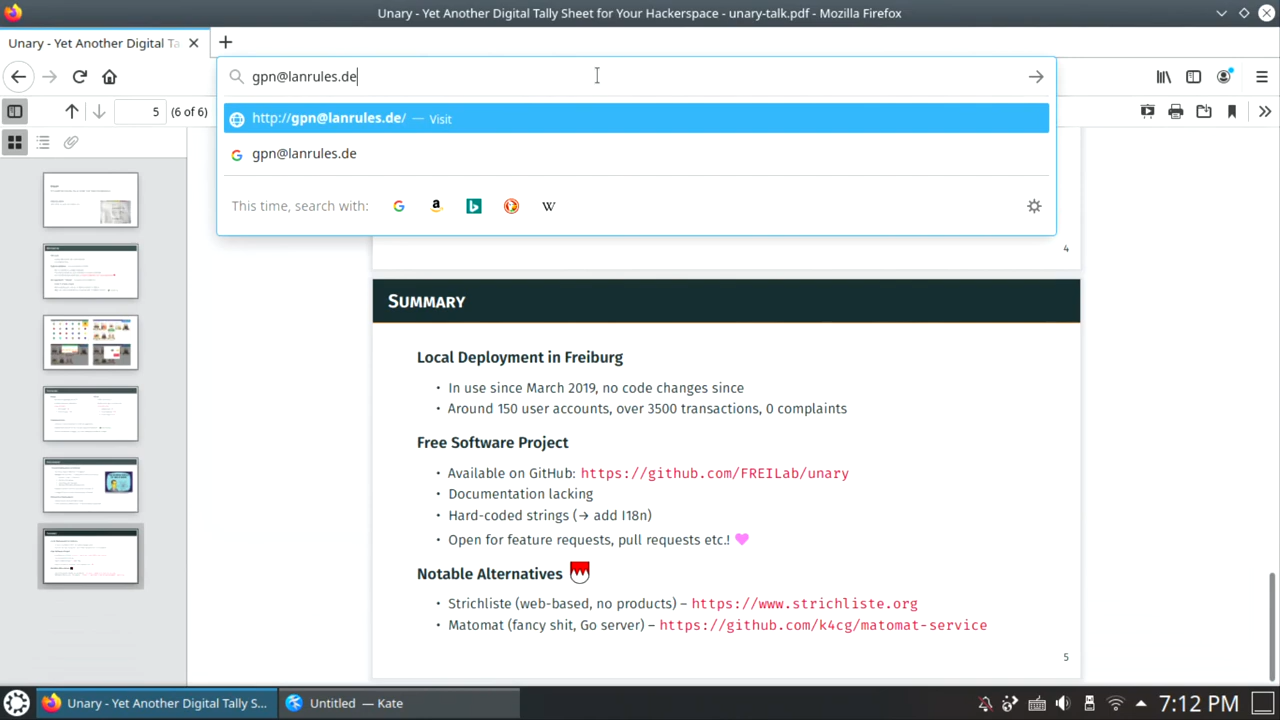 Unary - Yet Another Digital Tally Sheet for Your Hackerspace - unary-talk.pdf - Mozilla Firefox
Unary - Yet Another Digital Ta
gpn@lanrules.de
http://gpn@lanrules.de/ — Visit
gpn@lanrules.de
This time, search with:
5 (6 of 6)
4
Summary
Local Deployment in Freiburg
• In use since March 2019, no code changes since
• Around 150 user accounts, over 3500 transactions, 0 complaints
Free Software Project
• Available on GitHub: https://github.com/FREILab/unary
• Documentation lacking
• Hard-coded strings (→ add I18n)
• Open for feature requests, pull requests etc.!
Notable Alternatives
• Strichliste (web-based, no products) – https://www.strichliste.org
• Matomat (fancy shit, Go server) – https://github.com/k4cg/matomat-service
5
Unary - Yet Another Digital Tally S...
Untitled — Kate
7:12 PM